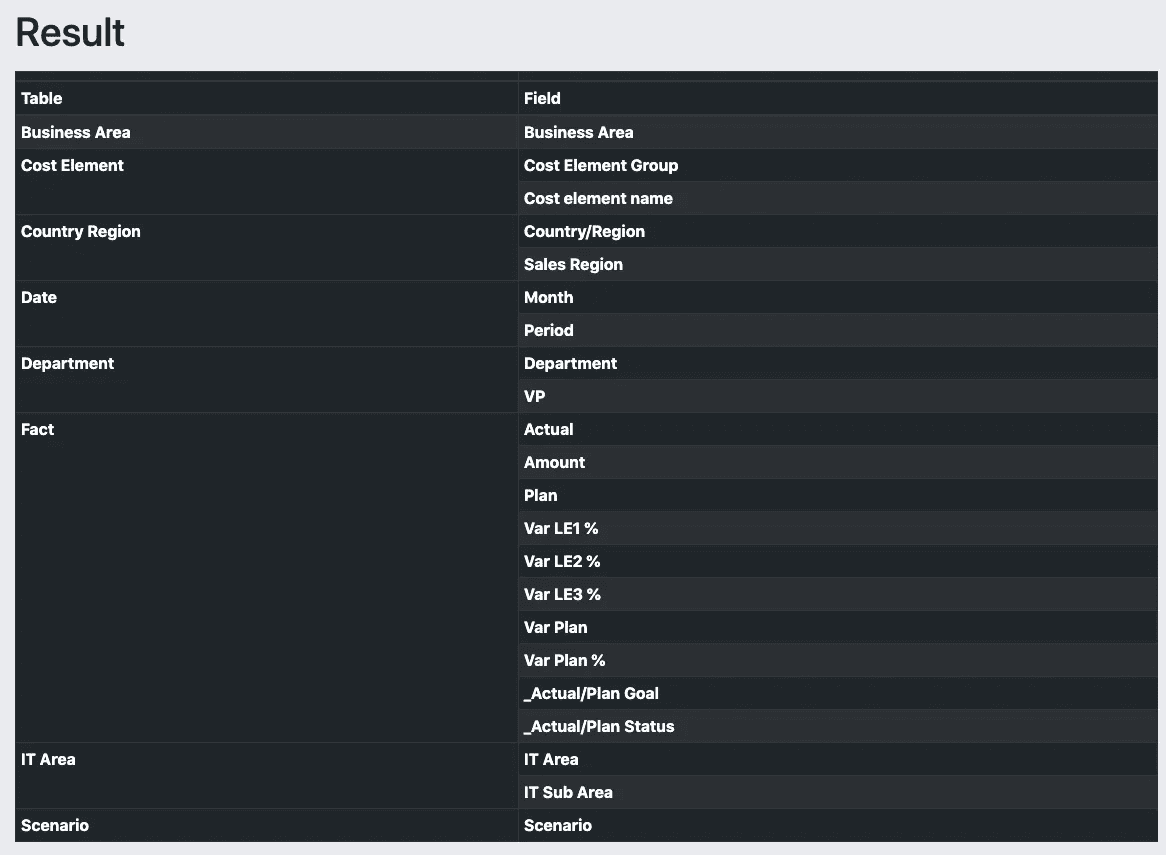 Result
Table Field
Business Area Business Area
Cost Element Cost Element Group
Cost element name
Country Region Country/Region
Sales Region
Date Month
Period
Department Department
VP
Fact Actual
Amount
Plan
Var LE1 %
Var LE2 %
Var LE3 %
Var Plan
Var Plan %
_Actual/Plan Goal
_Actual/Plan Status
IT Area IT Area
IT Sub Area
Scenario Scenario